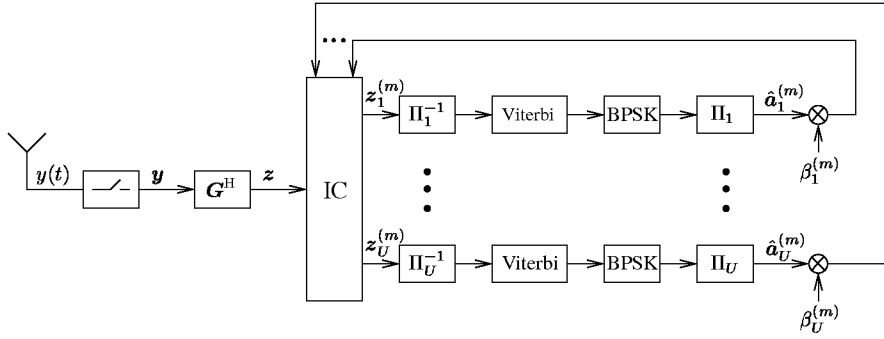 z_1^{(m)} Π_1^{-1} Viterbi BPSK Π_1 â_1^{(m)}
β_1^{(m)}
y(t) y G^H z IC
z_U^{(m)} Π_U^{-1} Viterbi BPSK Π_U â_U^{(m)}
β_U^{(m)}